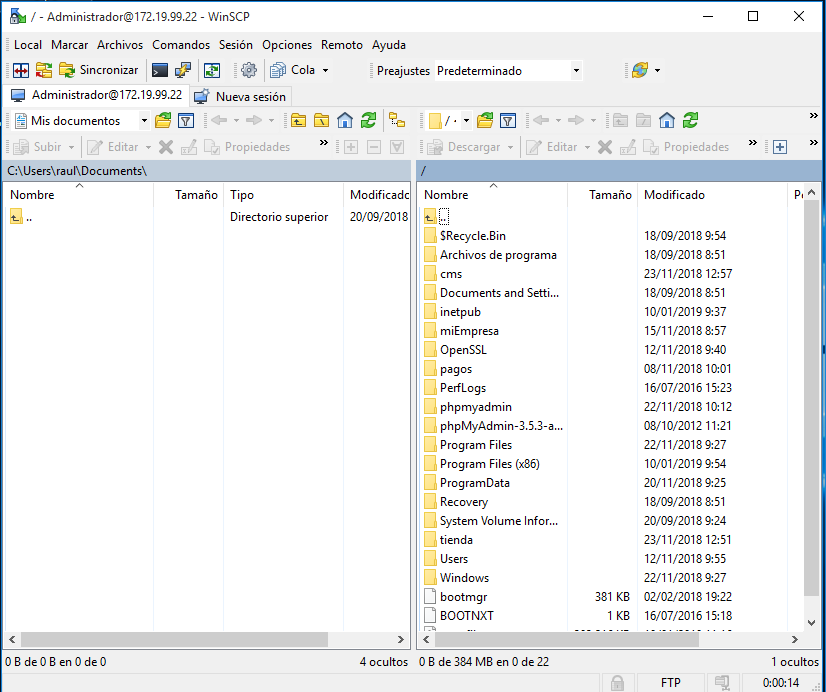 / - Administrador@172.19.99.22 - WinSCP
Local Marcar Archivos Comandos Sesión Opciones Remoto Ayuda
Sincronizar Cola Preajustes Predeterminado
Administrador@172.19.99.22 Nueva sesión
Mis documentos /
Subir Editar Propiedades » Descargar Editar Propiedades » »
C:\Users\raul\Documents\ /
Nombre Tamaño Tipo Modificado Nombre Tamaño Modificado
.. Directorio superior 20/09/2018 ..
$Recycle.Bin 18/09/2018 9:54
Archivos de programa 18/09/2018 8:51
cms 23/11/2018 12:57
Documents and Setti... 18/09/2018 8:51
inetpub 10/01/2019 9:37
miEmpresa 15/11/2018 8:57
OpenSSL 12/11/2018 9:40
pagos 08/11/2018 10:01
PerfLogs 16/07/2016 15:23
phpmyadmin 22/11/2018 10:12
phpMyAdmin-3.5.3-a... 08/10/2012 11:21
Program Files 22/11/2018 9:27
Program Files (x86) 10/01/2019 9:54
ProgramData 20/11/2018 9:25
Recovery 18/09/2018 8:51
System Volume Infor... 20/09/2018 9:24
tienda 23/11/2018 12:51
Users 12/11/2018 9:55
Windows 22/11/2018 9:27
bootmgr 381 KB 02/02/2018 19:22
BOOTNXT 1 KB 16/07/2016 15:18
0 B de 0 B en 0 de 0 4 ocultos 0 B de 384 MB en 0 de 22 1 ocultos
FTP 0:00:14